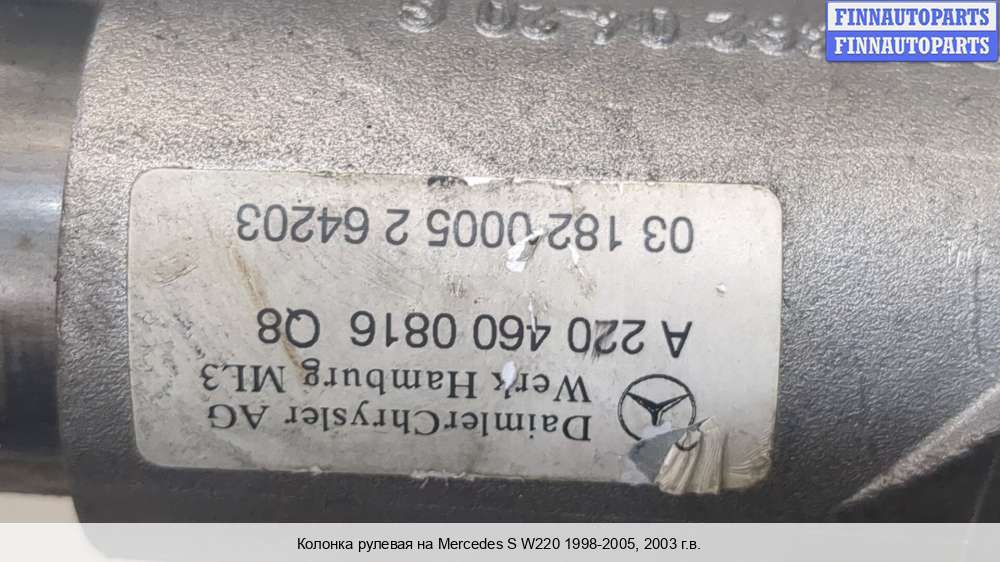 FINNAUTOPARTS
FINNAUTOPARTS
DaimlerChrysler AG
Werk Hamburg ML3
A 220 460 0816 Q8
03 182 0005 2 64203
Колонка рулевая на Mercedes S W220 1998-2005, 2003 г.в.